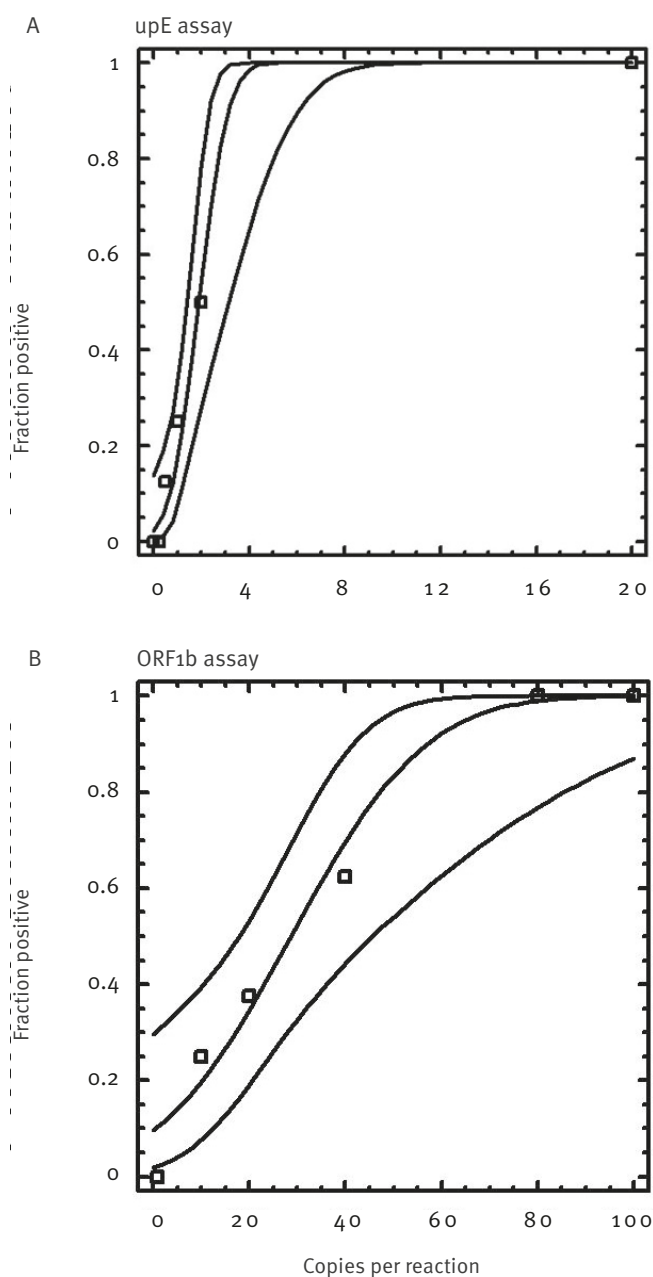 A
upE assay
1
0.8
0.6
0.4
0.2
0
Fraction positive
0 4 8 12 16 20
B
ORF1b assay
1
0.8
0.6
0.4
0.2
0
Fraction positive
0 20 40 60 80 100
Copies per reaction